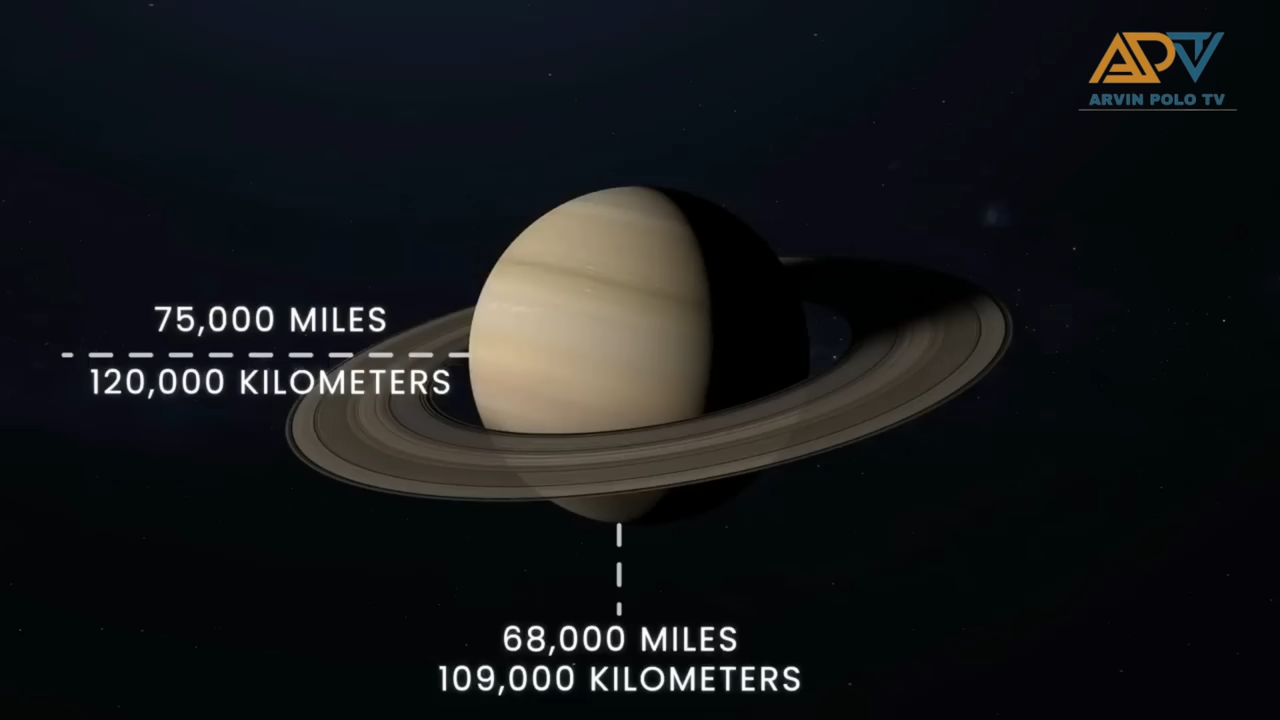 APTV
ARVIN POLO TV
75,000 MILES
120,000 KILOMETERS
68,000 MILES
109,000 KILOMETERS